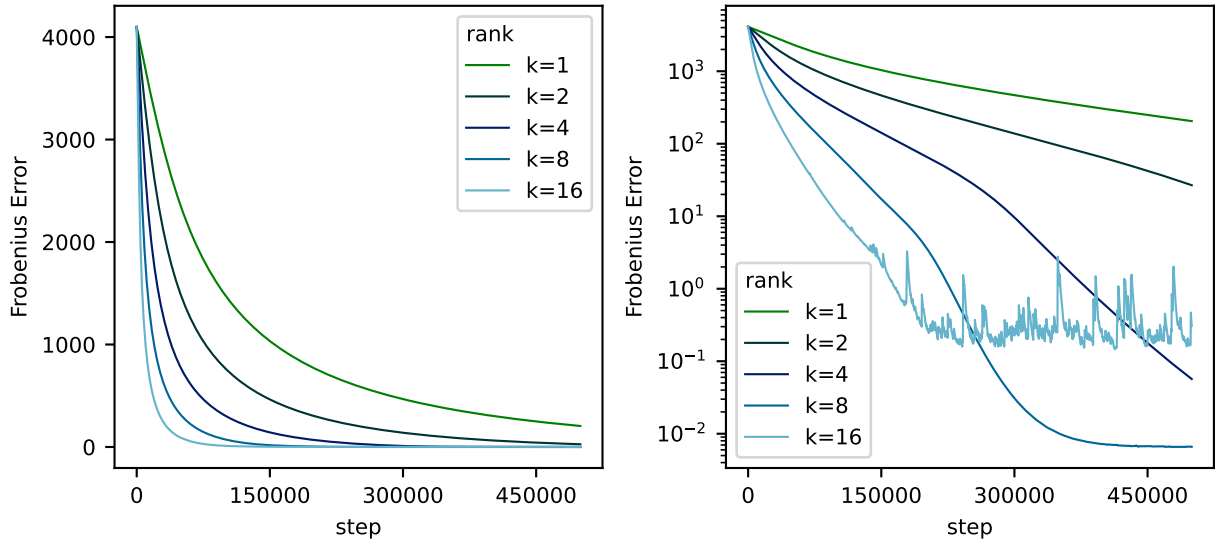 Frobenius Error
4000
3000
2000
1000
0
rank
k=1
k=2
k=4
k=8
k=16
0
150000
300000
450000
step
Frobenius Error
10³
10²
10¹
10⁰
10⁻¹
10⁻²
rank
k=1
k=2
k=4
k=8
k=16
0
150000
300000
450000
step